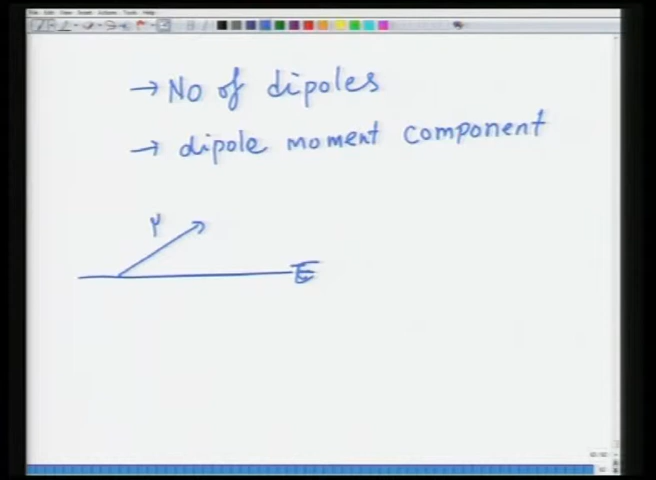 → No of dipoles
→ dipole moment component
μ
E